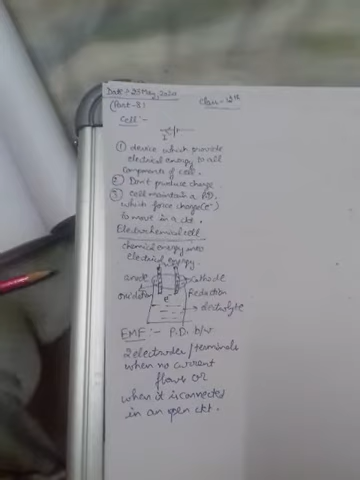 Date :- 23 May, 2024
(Part-3)
Class - 12th
Cell :-
① device which provide
electrical energy to all
components of cell.
② Don't produce charge
③ cell maintain a P.D.
which force charge (e⁻)
to move in a ckt.
Electrochemical cell
chemical energy into
electrical energy.
anode
cathode
oxidation
Reduction
e⁻
→ electrolyte
EMF :- P.D. b/w
2 electrodes / terminals
when no current
flows or
when it is connected
in an open ckt.